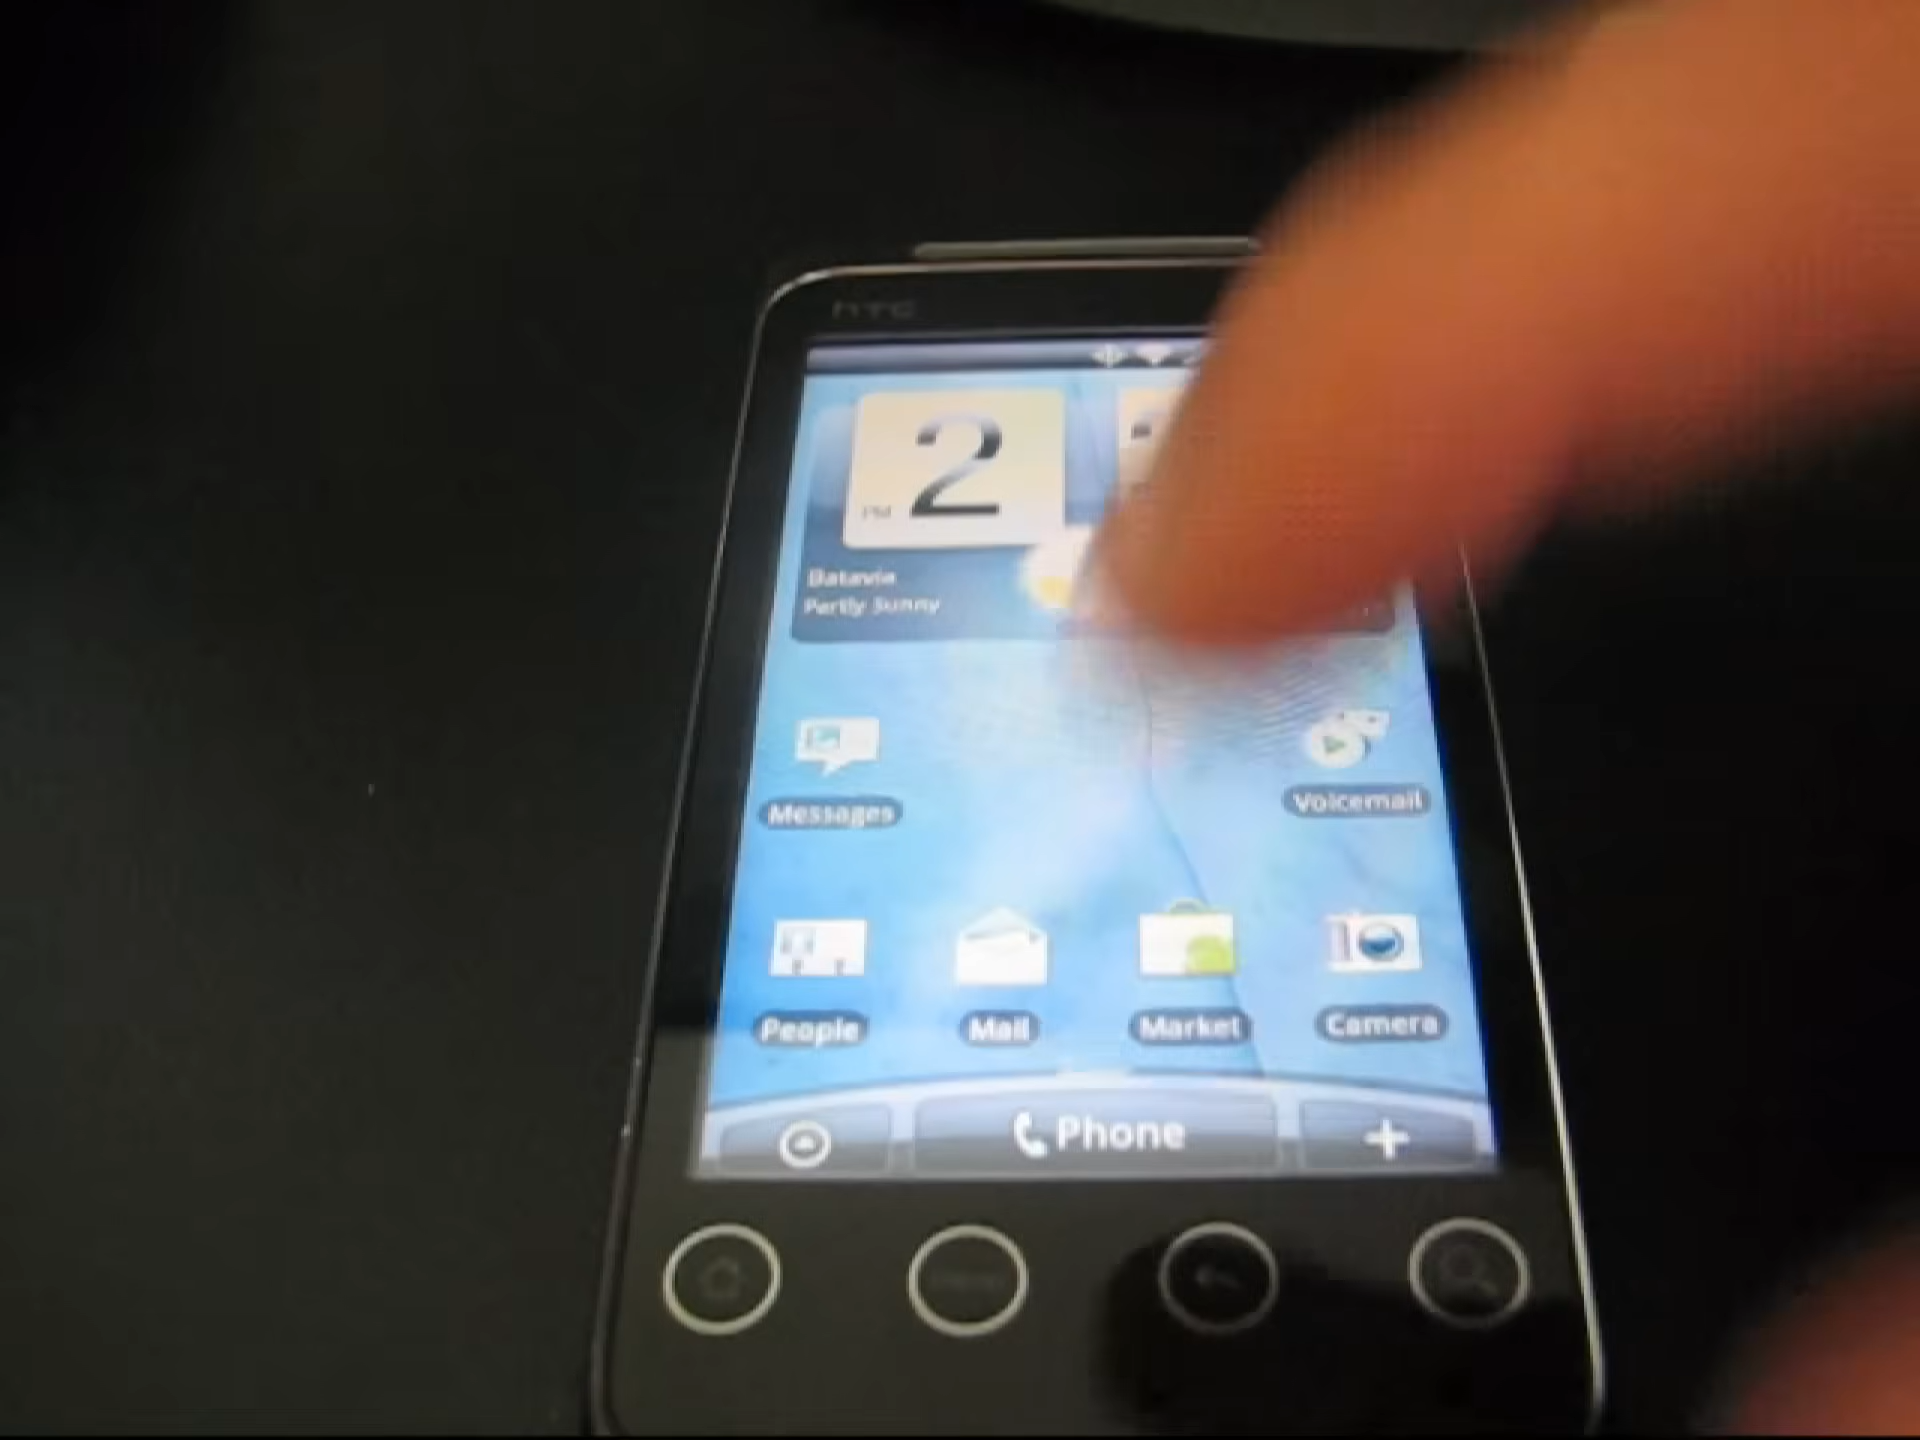 HTC
2
PM
Batavia
Partly Sunny
Messages
Voicemail
People
Mail
Market
Camera
Phone